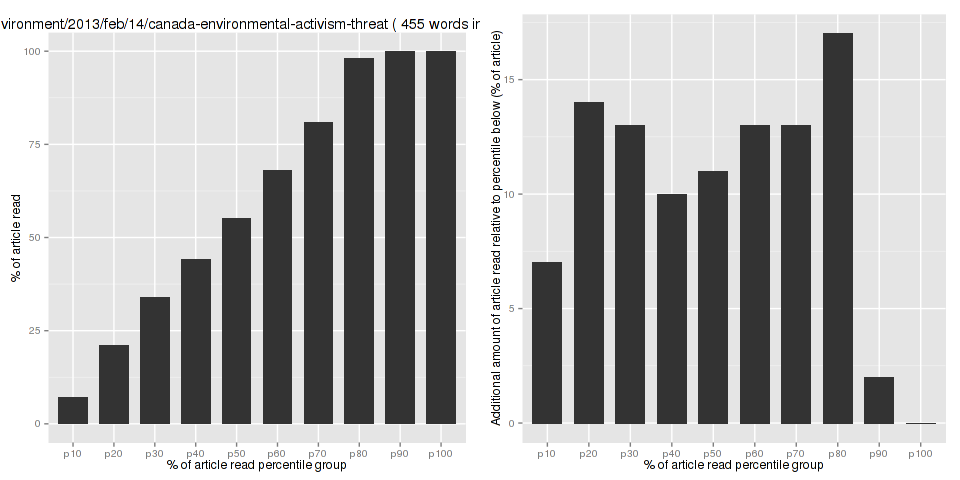 vironment/2013/feb/14/canada-environmental-activism-threat ( 455 words ir
% of article read
100
75
50
25
0
p10 p20 p30 p40 p50 p60 p70 p80 p90 p100
% of article read percentile group
Additional amount of article read relative to percentile below (% of article)
15
10
5
0
p10 p20 p30 p40 p50 p60 p70 p80 p90 p100
% of article read percentile group